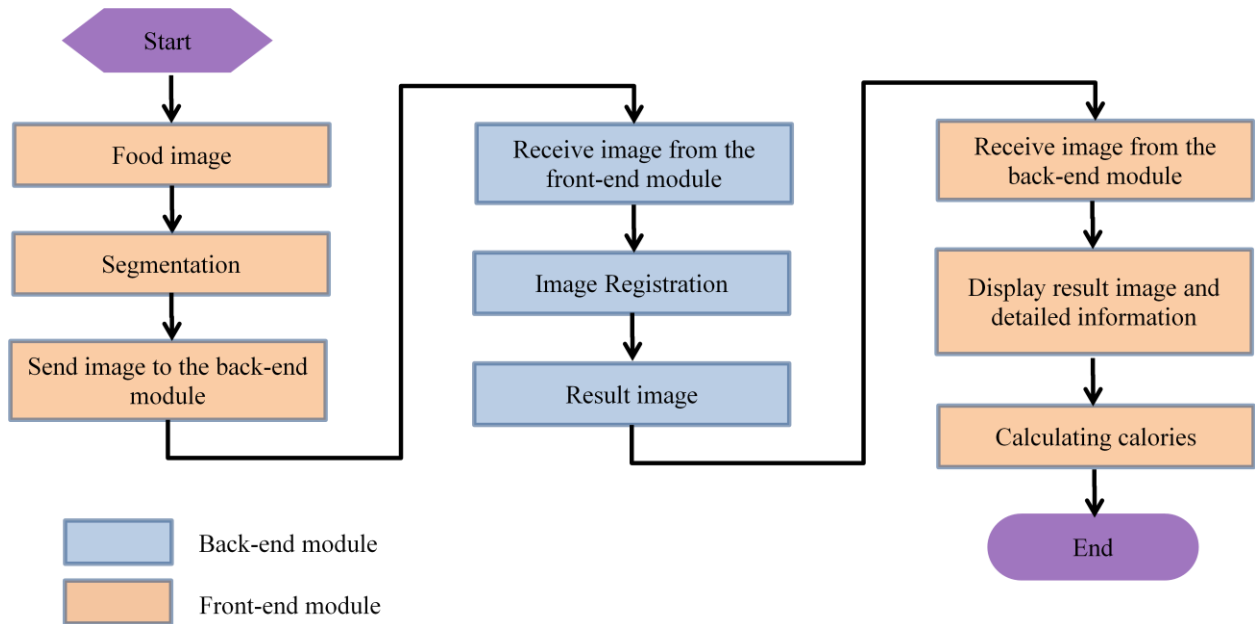 Start
Food image
Segmentation
Send image to the back-end
module
Receive image from the
front-end module
Image Registration
Result image
Receive image from the
back-end module
Display result image and
detailed information
Calculating calories
End
Back-end module
Front-end module